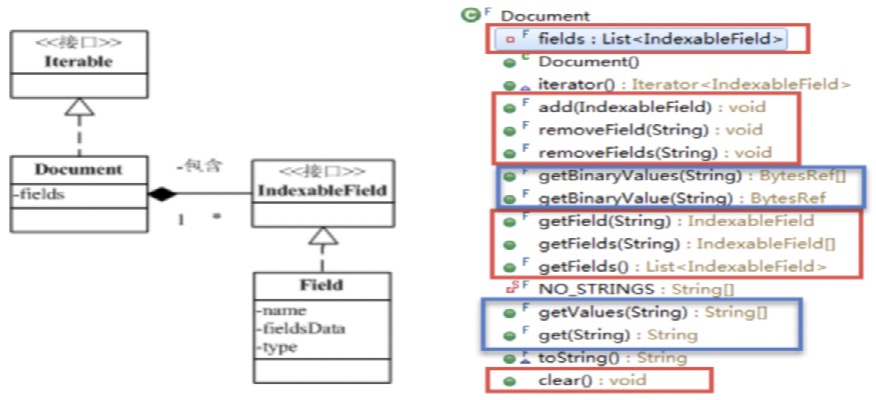 <<接口>>
Iterable
Document
-fields
-包含
1 *
<<接口>>
IndexableField
Field
-name
-fieldsData
-type
C F Document
F fields : List<IndexableField>
C Document()
iterator() : Iterator<IndexableField>
F add(IndexableField) : void
F removeField(String) : void
F removeFields(String) : void
F getBinaryValues(String) : BytesRef[]
F getBinaryValue(String) : BytesRef
F getField(String) : IndexableField
getFields(String) : IndexableField[]
F getFields() : List<IndexableField>
S F NO_STRINGS : String[]
F getValues(String) : String[]
F get(String) : String
F toString() : String
clear() : void